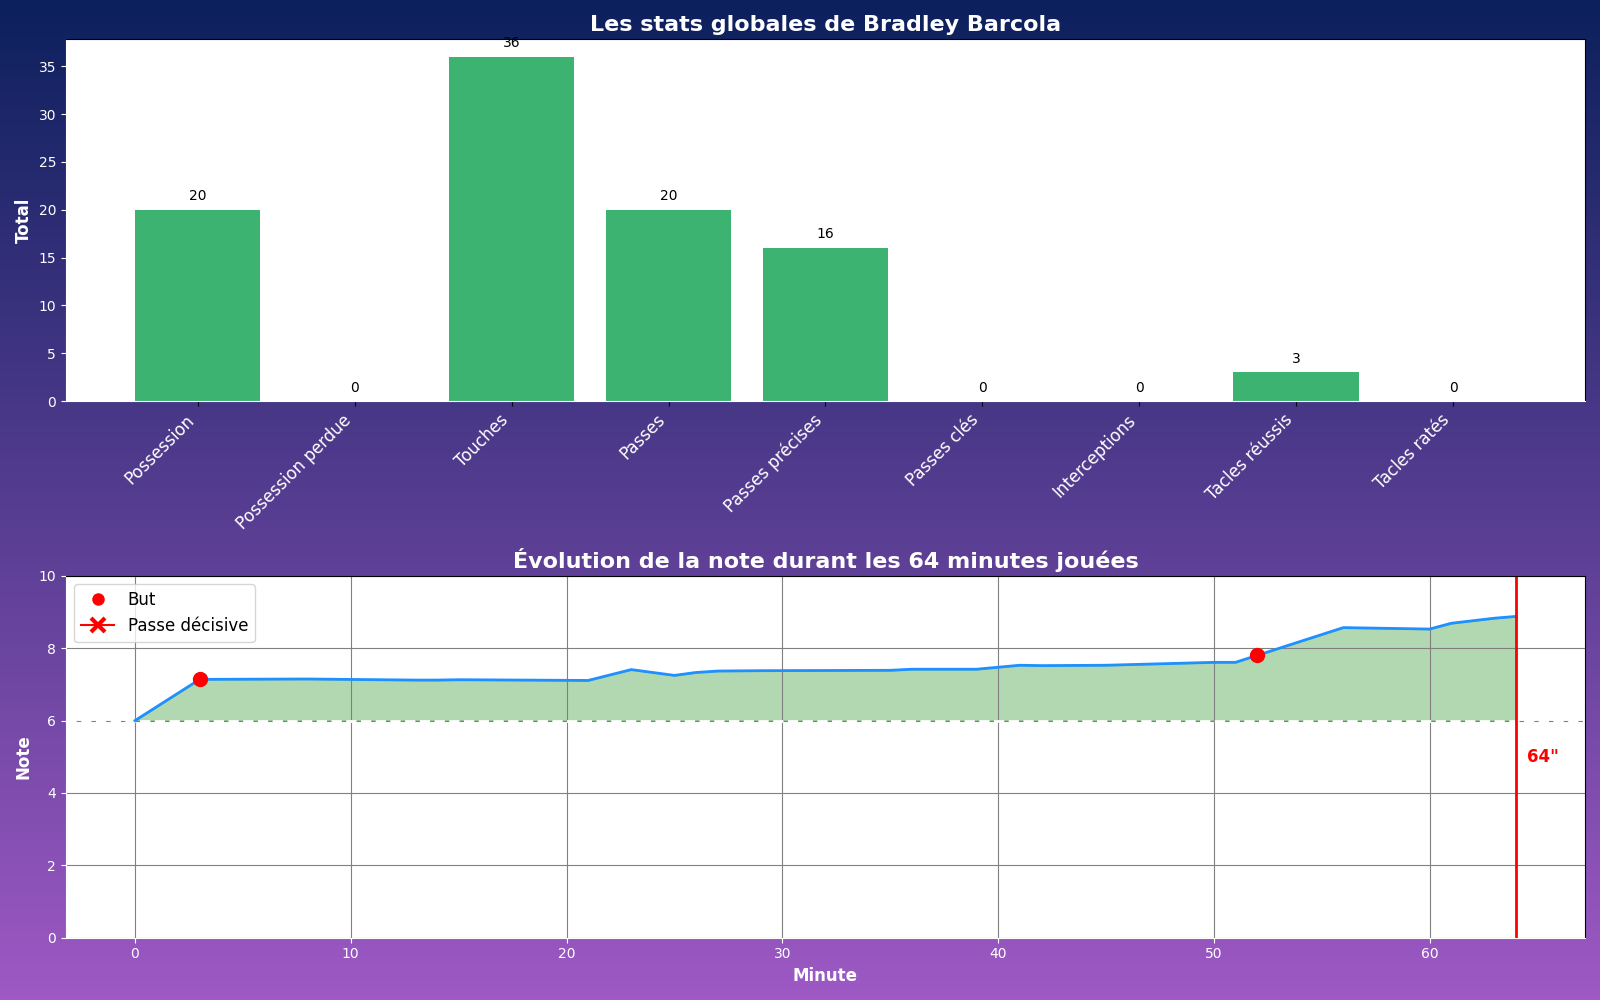 Les stats globales de Bradley Barcola
Total
35
30
25
20
15
10
5
0
20
0
36
20
16
0
0
3
0
Possession
Possession perdue
Touches
Passes
Passes précises
Passes clés
Interceptions
Tacles réussis
Tacles ratés
Évolution de la note durant les 64 minutes jouées
Note
10
8
6
4
2
0
But
Passe décisive
64"
0
10
20
30
40
50
60
Minute